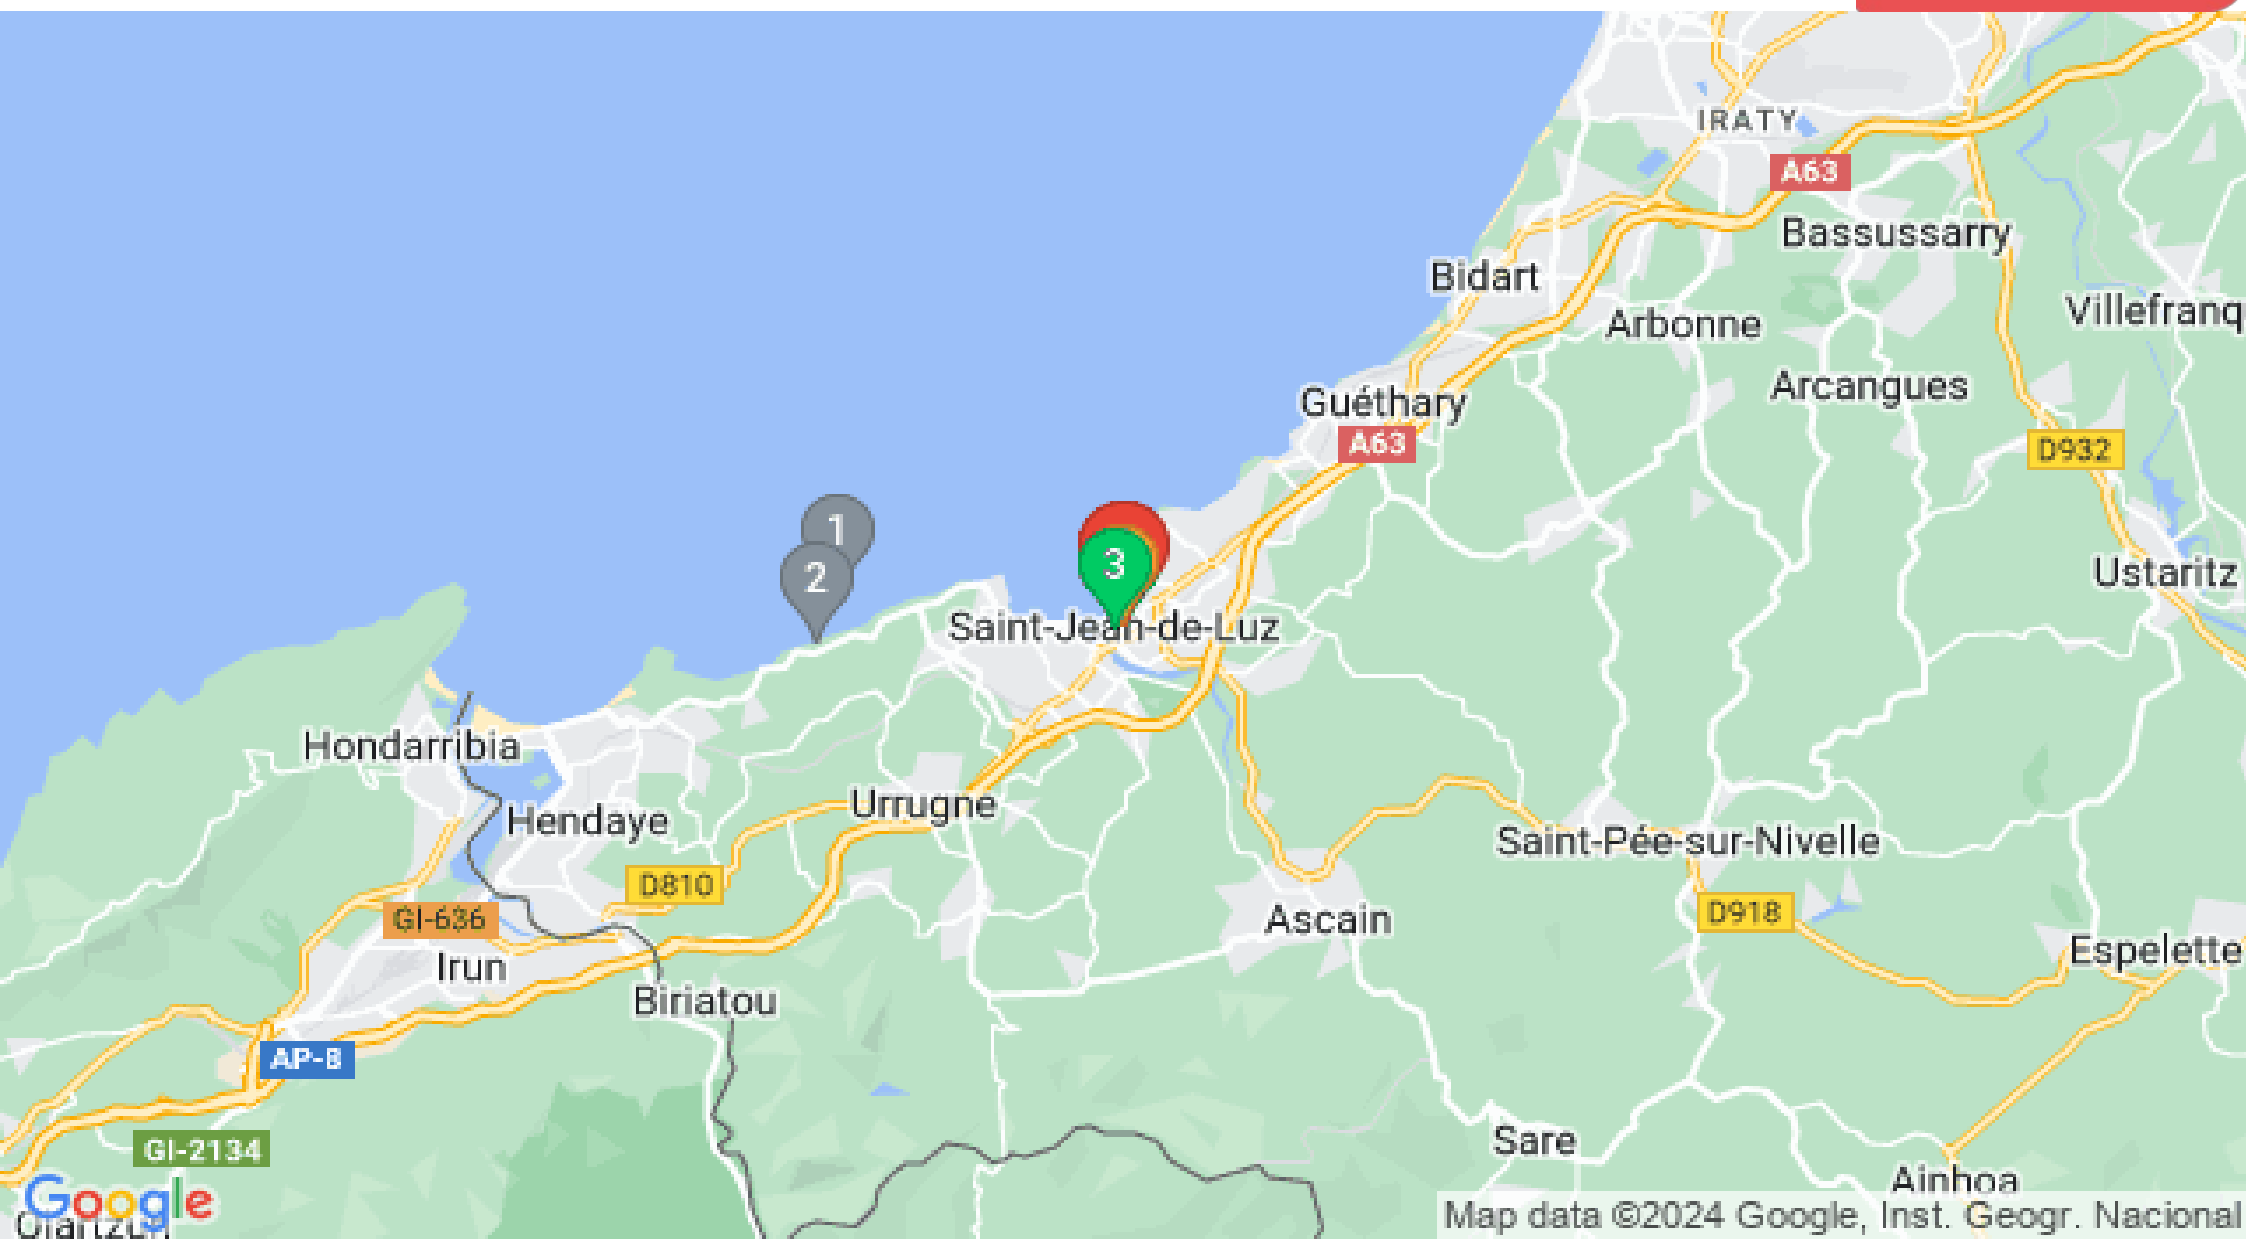 IRATY
A63
Bassussarry
Bidart
Villefranq
Arbonne
Arcangues
Guéthary
A63
D932
1
2
3
Ustaritz
Saint-Jean-de-Luz
Hondarribia
Urrugne
Hendaye
Saint-Pée-sur-Nivelle
D810
D918
GI-636
Ascain
Espelette
Irun
Biriatou
AP-8
Sare
GI-2134
Ainhoa
Google
Map data ©2024 Google, Inst. Geogr. Nacional